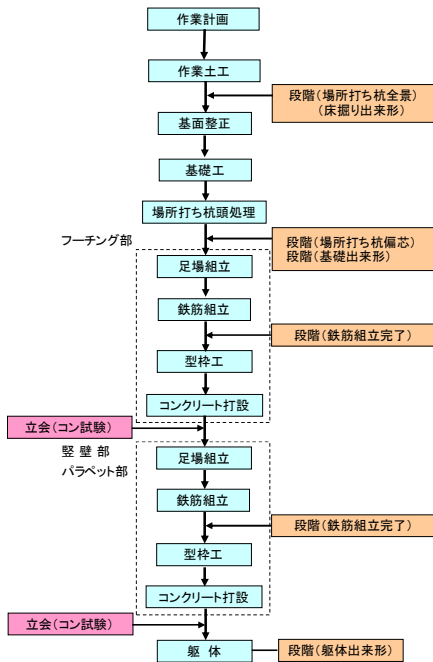 作業計画
作業土工
段階(場所打ち杭全景)
(床掘り出来形)
基面整正
基礎工
場所打ち杭頭処理
フーチング部
段階(場所打ち杭偏芯)
段階(基礎出来形)
足場組立
鉄筋組立
段階(鉄筋組立完了)
型枠工
コンクリート打設
立会(コン試験)
竪壁部
パラペット部
足場組立
鉄筋組立
段階(鉄筋組立完了)
型枠工
コンクリート打設
立会(コン試験)
躯体
段階(躯体出来形)